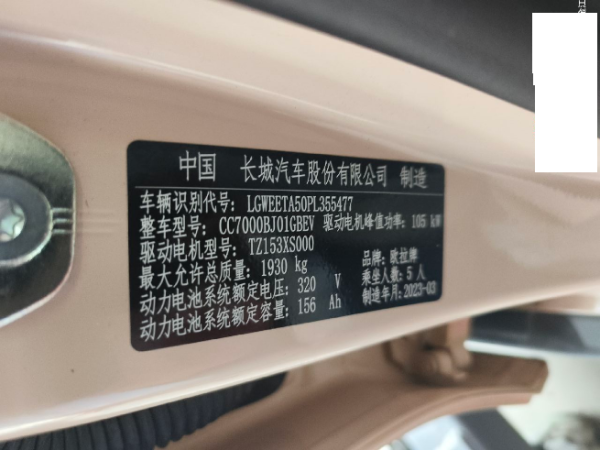 中国 长城汽车股份有限公司 制造
车辆识别代号: LGWEETA50PL355477
整车型号: CC7000BJ01GBEV 驱动电机峰值功率: 105 kW
驱动电机型号: TZ153XS000
品牌: 欧拉牌
最大允许总质量: 1930 kg
乘坐人数: 5人
动力电池系统额定电压: 320 V
制造年月: 2023-03
动力电池系统额定容量: 156 Ah